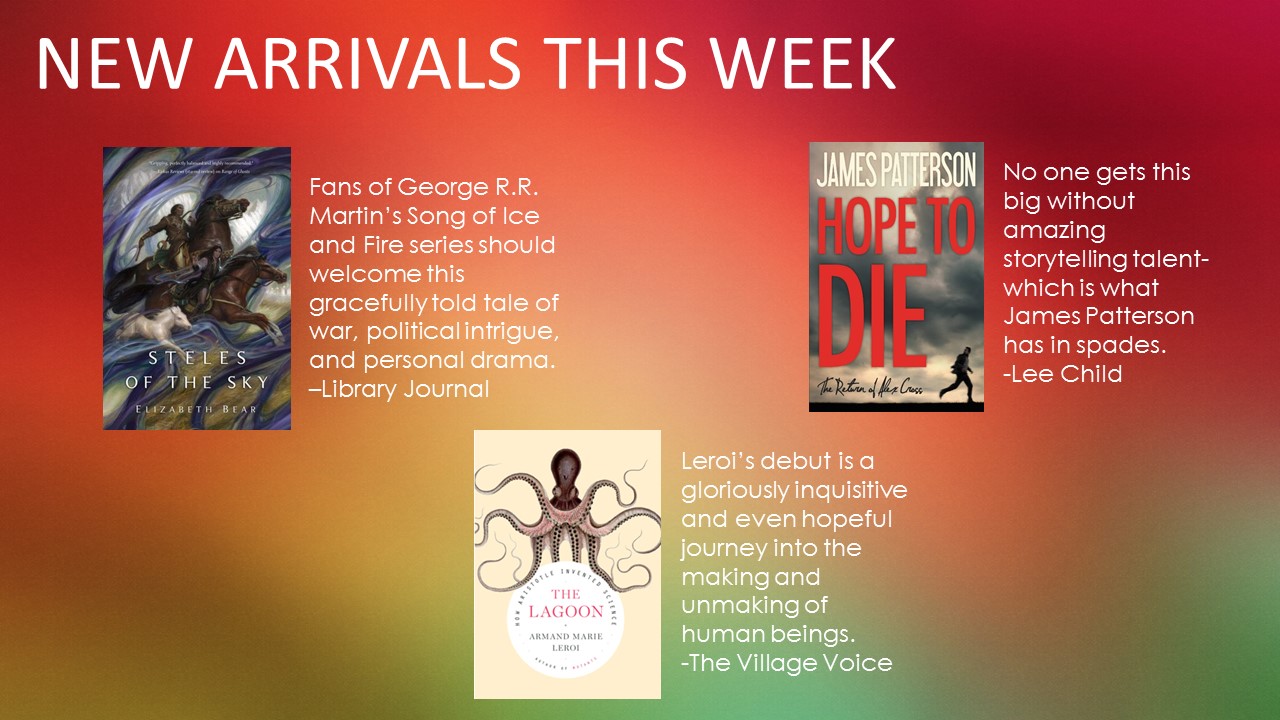 NEW ARRIVALS THIS WEEK
STELES
OF THE SKY
ELIZABETH BEAR
Fans of George R.R.
Martin’s Song of Ice
and Fire series should
welcome this
gracefully told tale of
war, political intrigue,
and personal drama.
–Library Journal
JAMES PATTERSON
HOPE TO
DIE
The Return of Alex Cross
No one gets this
big without
amazing
storytelling talent-
which is what
James Patterson
has in spades.
-Lee Child
HOW ARISTOTLE INVENTED SCIENCE
THE
LAGOON
ARMAND MARIE
LEROI
AUTHOR OF MUTANTS
Leroi’s debut is a
gloriously inquisitive
and even hopeful
journey into the
making and
unmaking of
human beings.
-The Village Voice